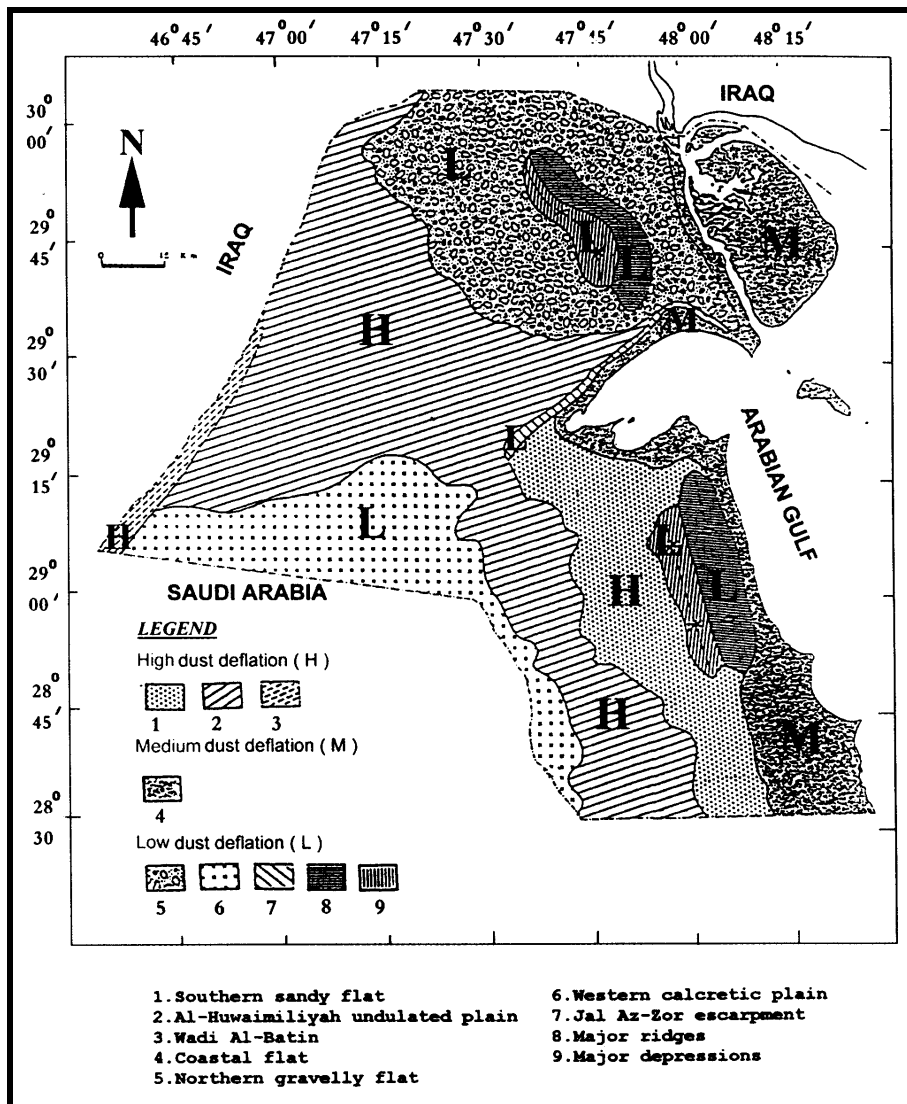 46° 45′ 47° 00′ 47° 15′ 47° 30′ 47° 45′ 48° 00′ 48° 15′
30° 00′
29° 45′
29° 30′
29° 15′
29° 00′
28° 45′
28° 30
N
0
IRAQ
IRAQ
L
L
L
M
M
H
L
H
L
L
L
H
H
M
ARABIAN GULF
SAUDI ARABIA
LEGEND
High dust deflation ( H )
1 2 3
Medium dust deflation ( M )
4
Low dust deflation ( L )
5 6 7 8 9
1.Southern sandy flat
2.Al-Huwaimiliyah undulated plain
3.Wadi Al-Batin
4.Coastal flat
5.Northern gravelly flat
6.Western calcretic plain
7.Jal Az-Zor escarpment
8.Major ridges
9.Major depressions